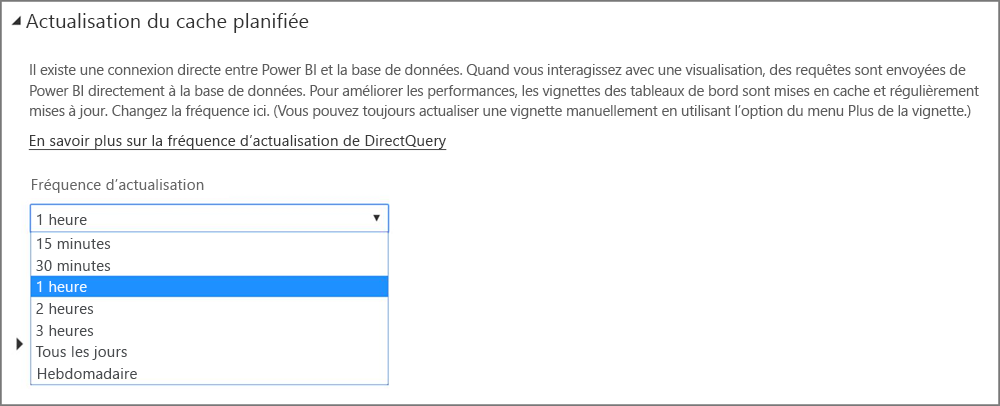 Actualisation du cache planifiée
Il existe une connexion directe entre Power BI et la base de données. Quand vous interagissez avec une visualisation, des requêtes sont envoyées de
Power BI directement à la base de données. Pour améliorer les performances, les vignettes des tableaux de bord sont mises en cache et régulièrement
mises à jour. Changez la fréquence ici. (Vous pouvez toujours actualiser une vignette manuellement en utilisant l’option du menu Plus de la vignette.)
En savoir plus sur la fréquence d’actualisation de DirectQuery
Fréquence d’actualisation
1 heure
15 minutes
30 minutes
1 heure
2 heures
3 heures
Tous les jours
Hebdomadaire